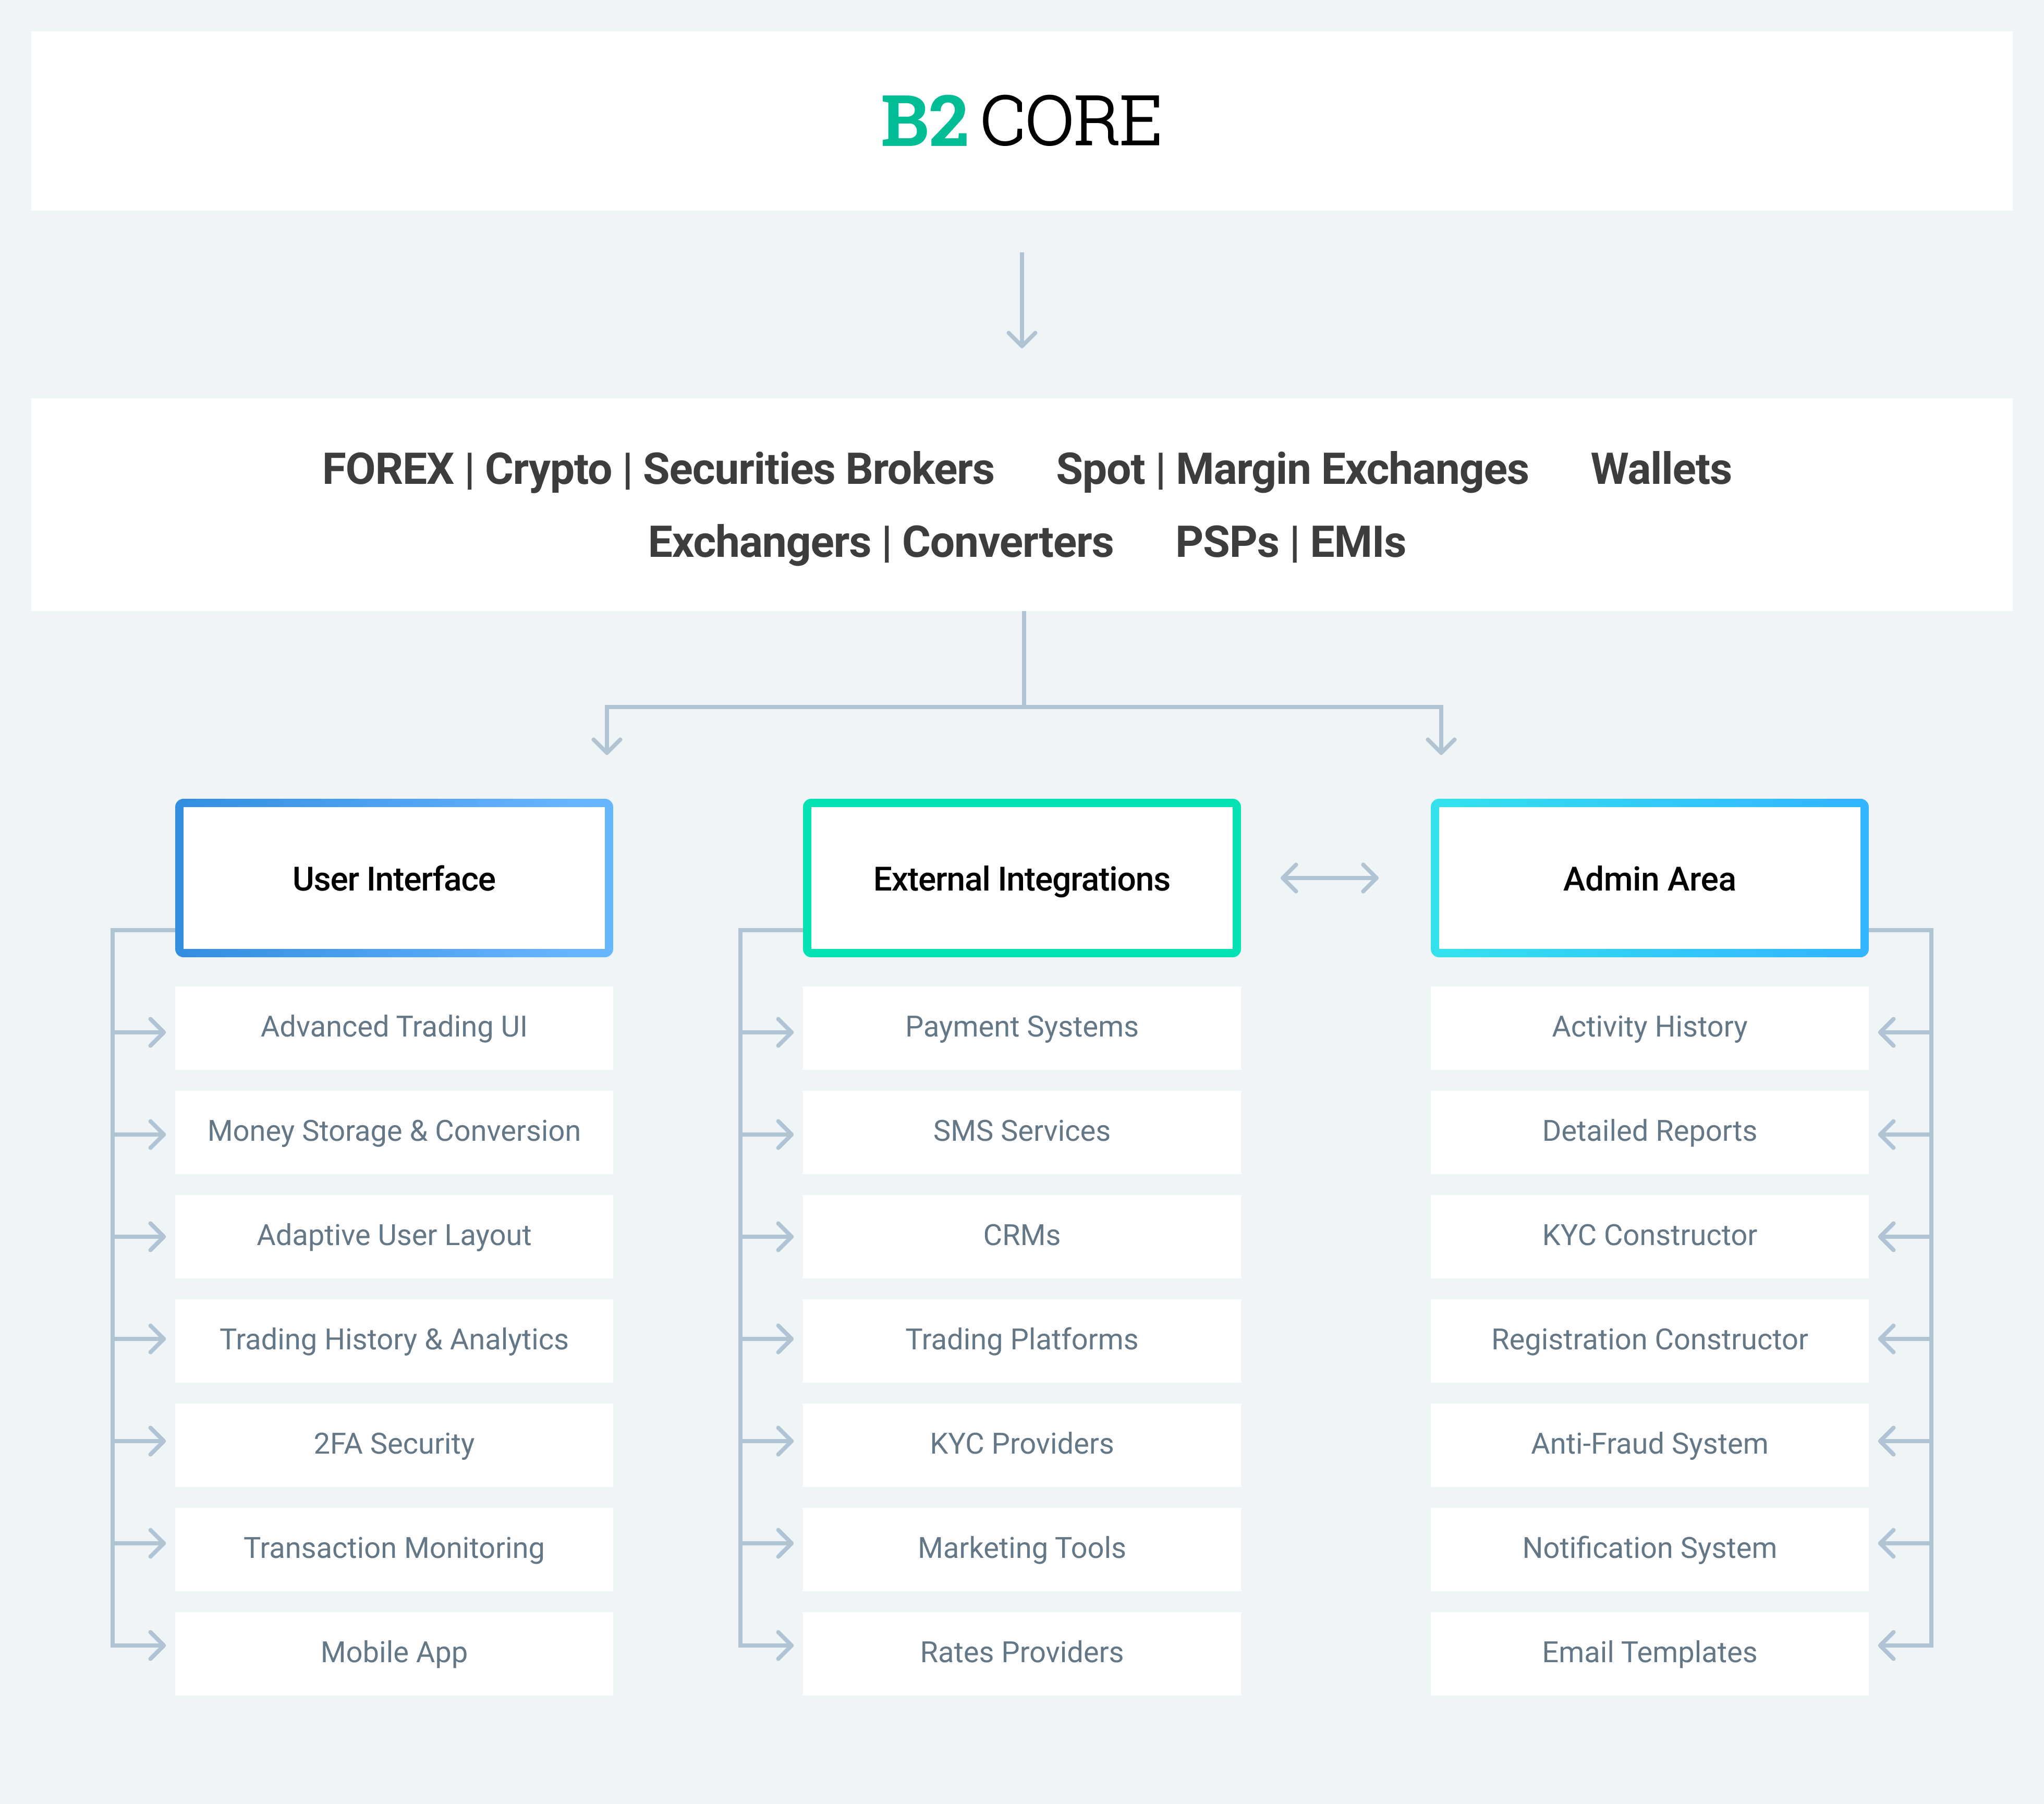 B2 CORE
FOREX | Crypto | Securities Brokers Spot | Margin Exchanges Wallets
Exchangers | Converters PSPs | EMIs
User Interface
Advanced Trading UI
Money Storage & Conversion
Adaptive User Layout
Trading History & Analytics
2FA Security
Transaction Monitoring
Mobile App
External Integrations
Payment Systems
SMS Services
CRMs
Trading Platforms
KYC Providers
Marketing Tools
Rates Providers
Admin Area
Activity History
Detailed Reports
KYC Constructor
Registration Constructor
Anti-Fraud System
Notification System
Email Templates